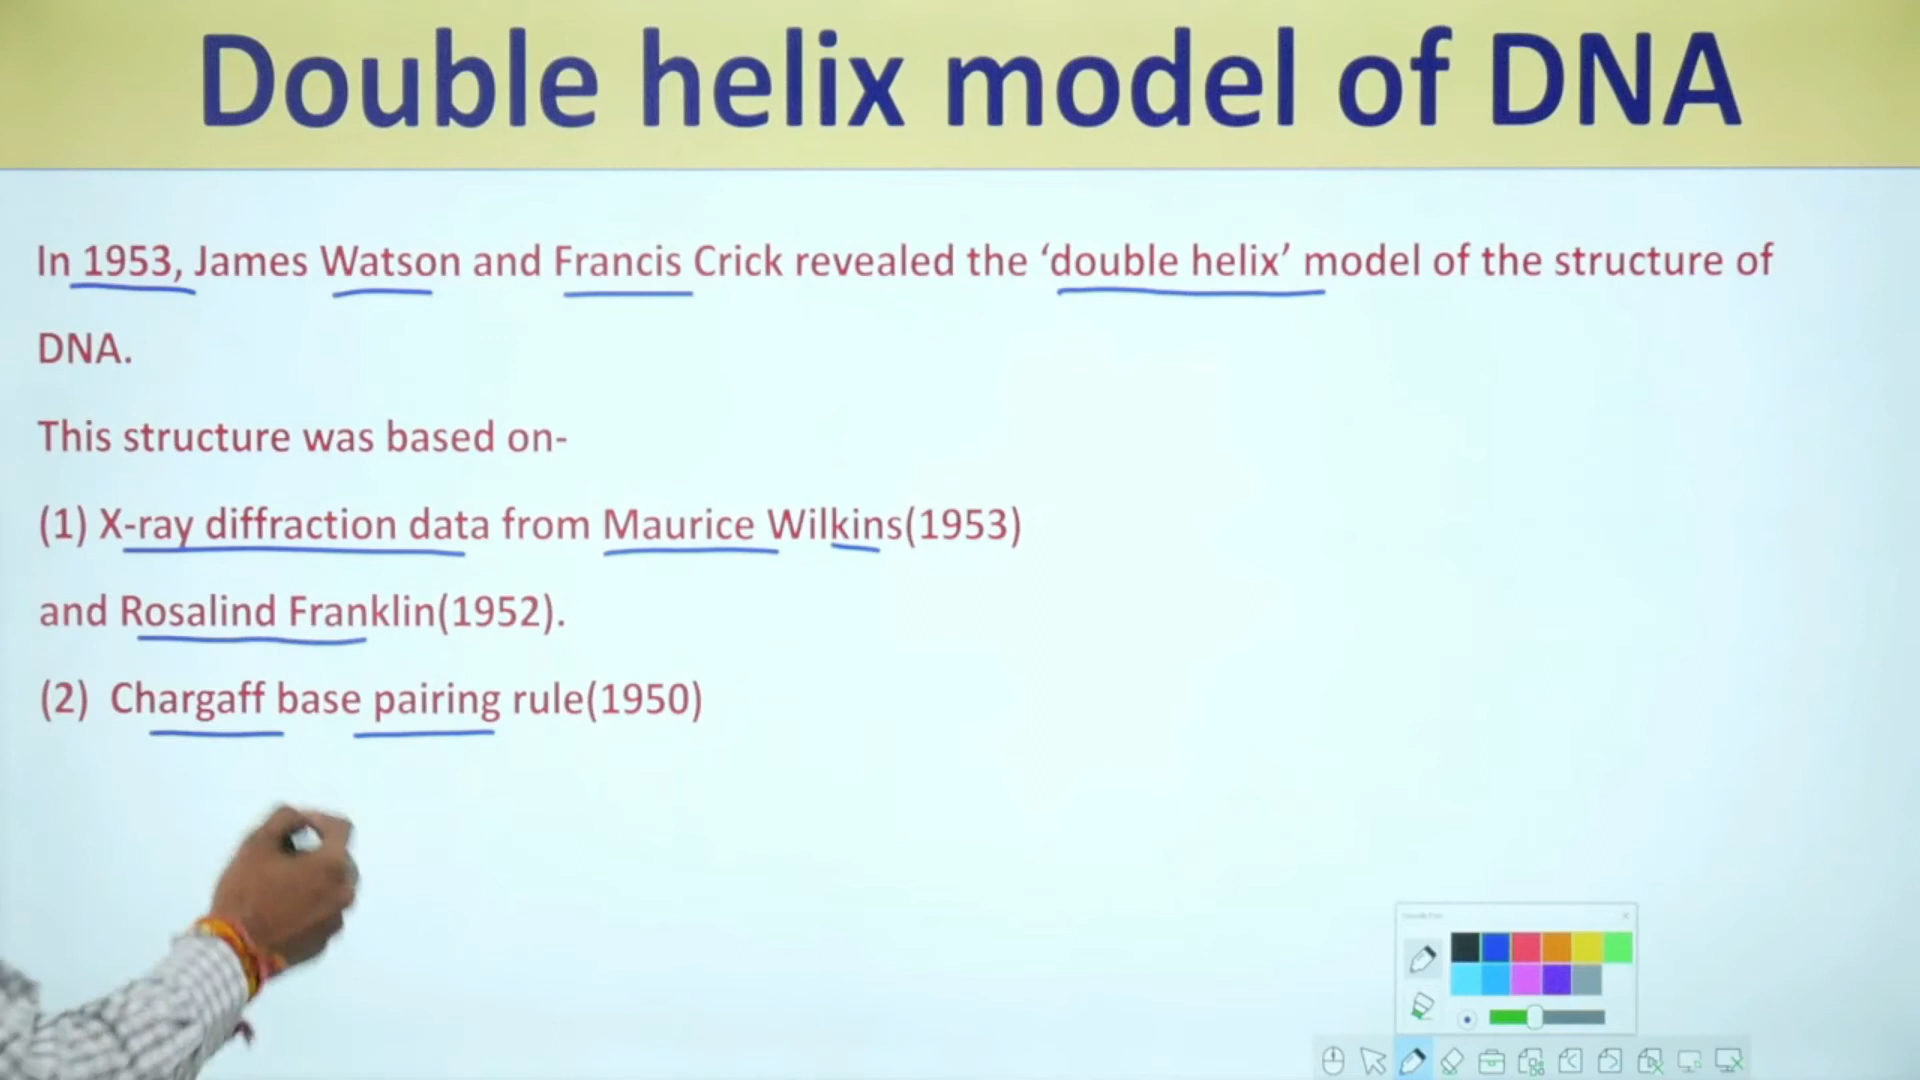 Double helix model of DNA
In 1953, James Watson and Francis Crick revealed the ‘double helix’ model of the structure of
DNA.
This structure was based on-
(1) X-ray diffraction data from Maurice Wilkins(1953)
and Rosalind Franklin(1952).
(2) Chargaff base pairing rule(1950)